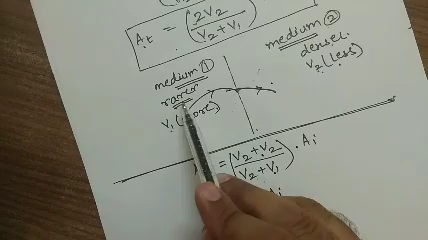 At = (2V2 / (V2 + V1))
medium ①
rarer
V1 (more)
medium ②
denser
V2 (less)
= (V2 + V2 / V2 + V1) . Ai